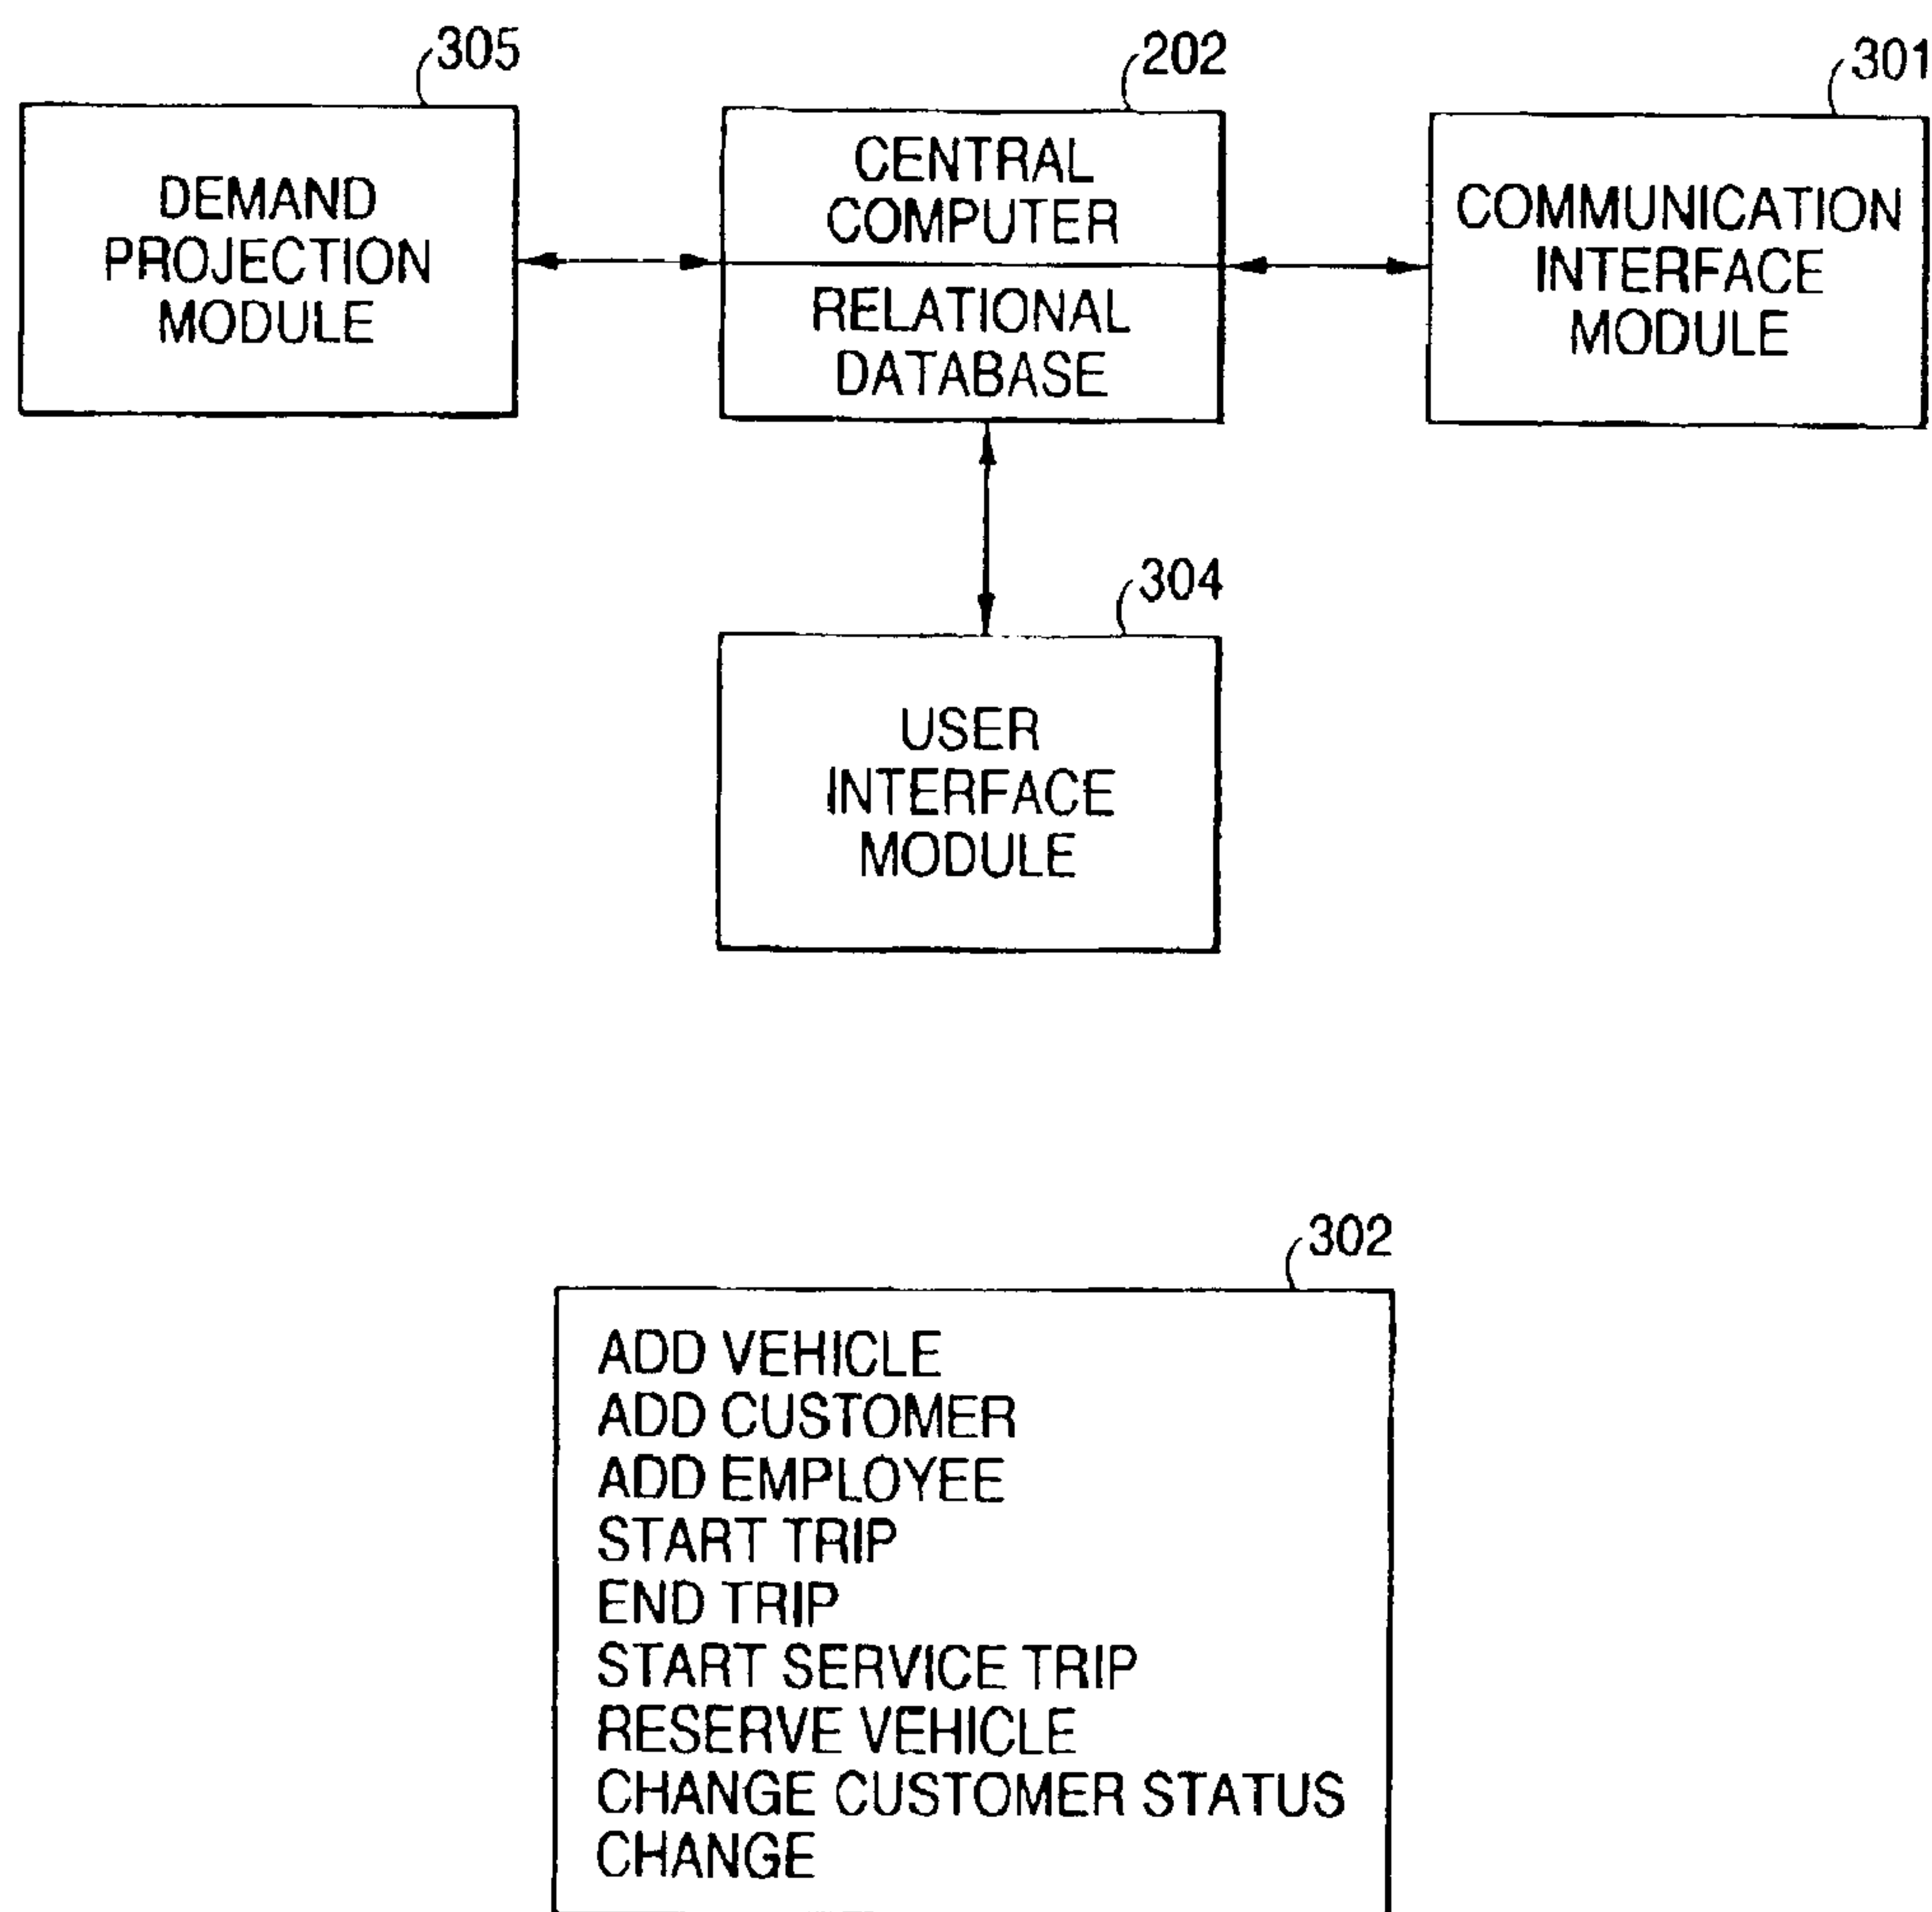 305
202
301
DEMAND
PROJECTION
MODULE
CENTRAL
COMPUTER
RELATIONAL
DATABASE
COMMUNICATION
INTERFACE
MODULE
304
USER
INTERFACE
MODULE
302
ADD VEHICLE
ADD CUSTOMER
ADD EMPLOYEE
START TRIP
END TRIP
START SERVICE TRIP
RESERVE VEHICLE
CHANGE CUSTOMER STATUS
CHANGE